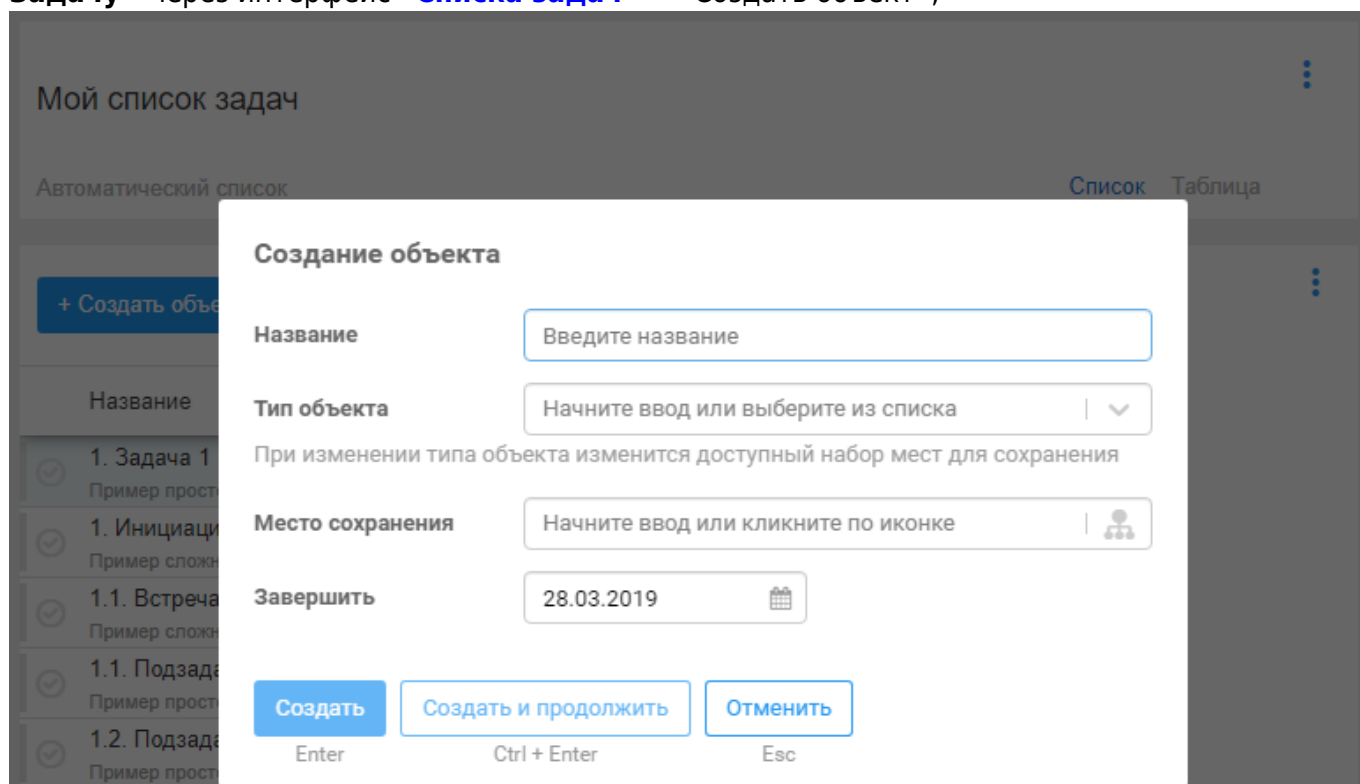 Мой список задач
Автоматический список
Список Таблица
Создание объекта
+ Создать объе
Название
Введите название
Название
Тип объекта
Начните ввод или выберите из списка
При изменении типа объекта изменится доступный набор мест для сохранения
1. Задача 1
Пример прост
Место сохранения
Начните ввод или кликните по иконке
1. Инициаци
Пример сложн
1.1. Встреча
Пример сложн
Завершить
28.03.2019
1.1. Подзада
Пример прост
Создать
Создать и продолжить
Отменить
1.2. Подзада
Пример прост
Enter
Ctrl + Enter
Esc